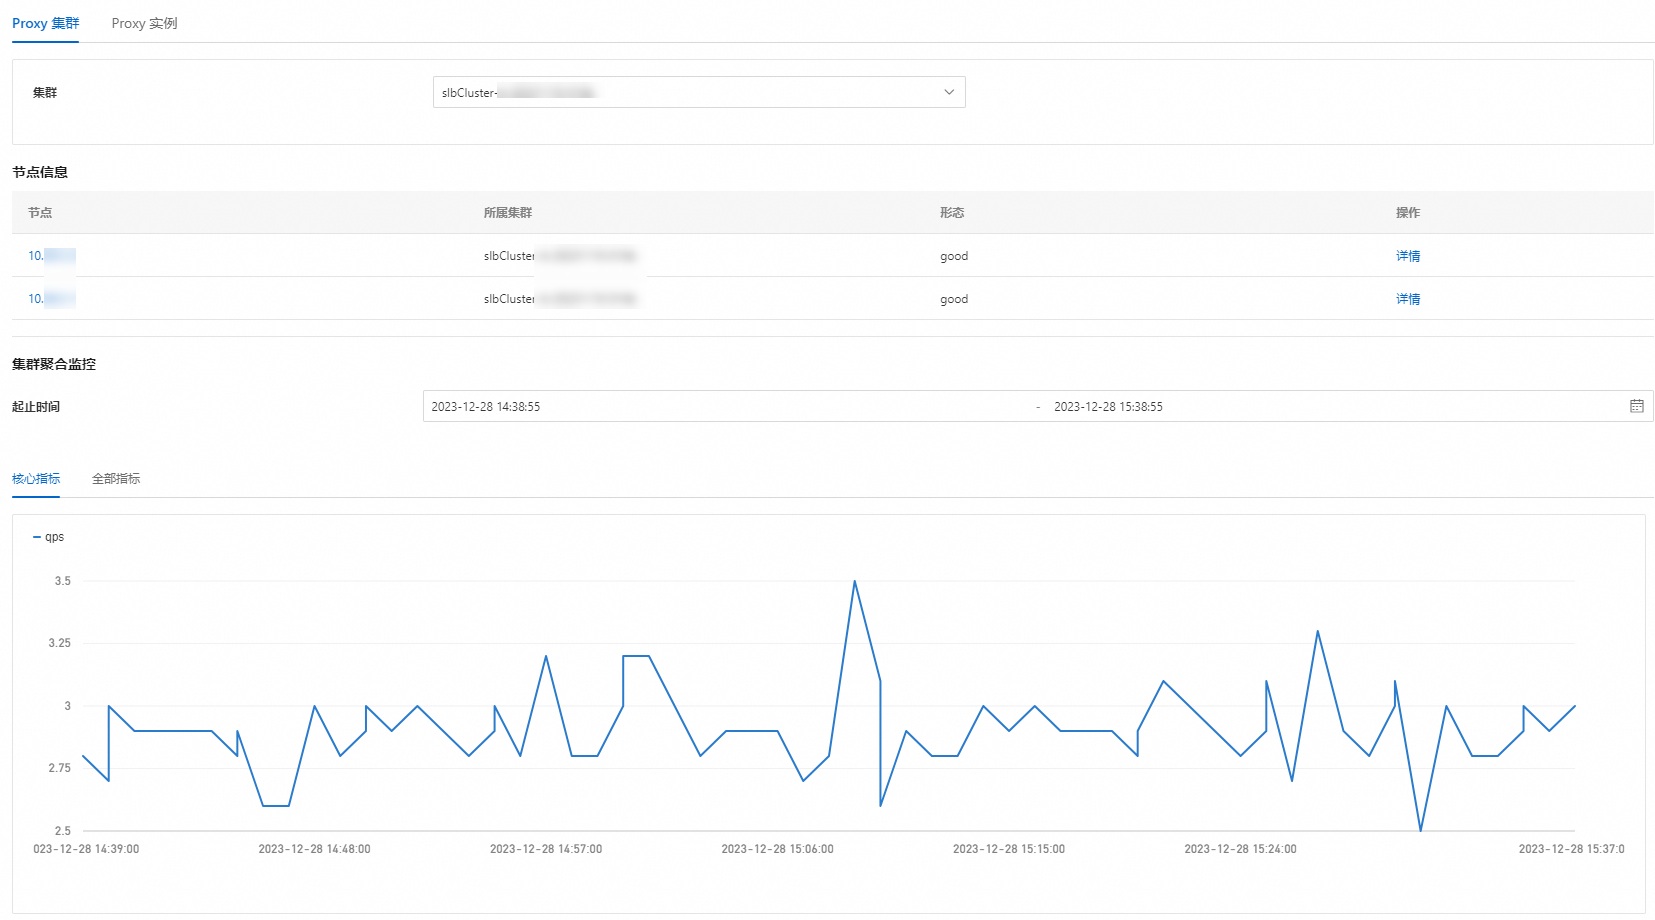 Proxy 集群 Proxy 实例
集群 slbCluster-
节点信息
节点 所属集群 形态 操作
10. slbCluster good 详情
10. slbCluster good 详情
集群聚合监控
起止时间 2023-12-28 14:38:55 - 2023-12-28 15:38:55
核心指标 全部指标
qps
3.5
3.25
3
2.75
2.5
023-12-28 14:39:00 2023-12-28 14:48:00 2023-12-28 14:57:00 2023-12-28 15:06:00 2023-12-28 15:15:00 2023-12-28 15:24:00 2023-12-28 15:37:0